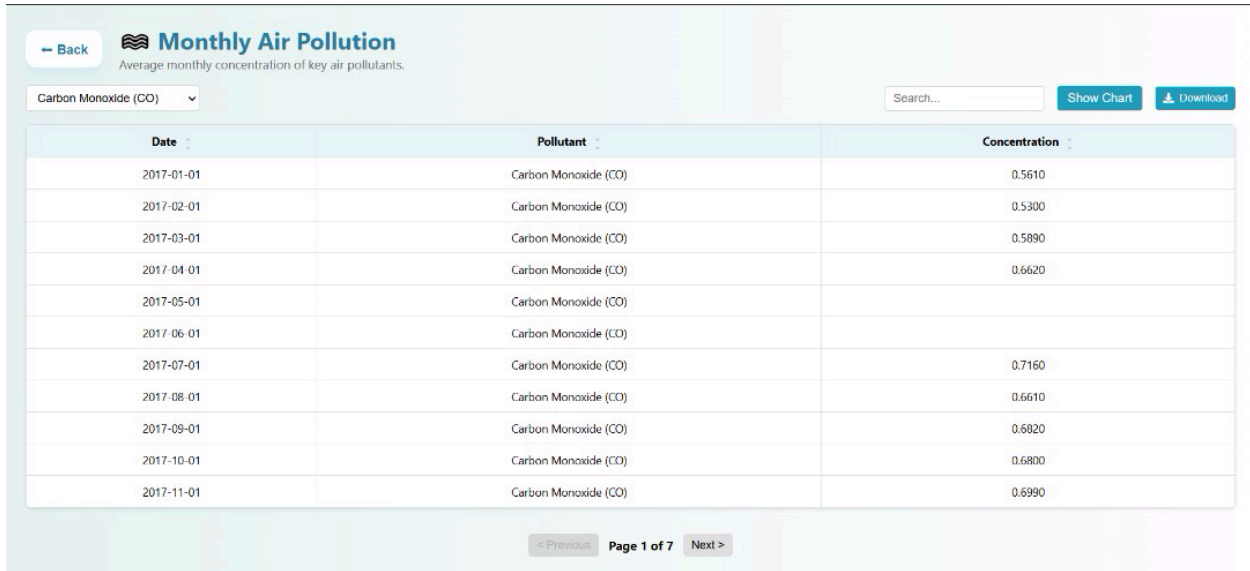 ← Back
Monthly Air Pollution
Average monthly concentration of key air pollutants.
Carbon Monoxide (CO)
Search...
Show Chart
Download
Date Pollutant Concentration
2017-01-01 Carbon Monoxide (CO) 0.5610
2017-02-01 Carbon Monoxide (CO) 0.5300
2017-03-01 Carbon Monoxide (CO) 0.5890
2017-04-01 Carbon Monoxide (CO) 0.6620
2017-05-01 Carbon Monoxide (CO)
2017-06-01 Carbon Monoxide (CO)
2017-07-01 Carbon Monoxide (CO) 0.7160
2017-08-01 Carbon Monoxide (CO) 0.6610
2017-09-01 Carbon Monoxide (CO) 0.6820
2017-10-01 Carbon Monoxide (CO) 0.6800
2017-11-01 Carbon Monoxide (CO) 0.6990
< Previous Page 1 of 7 Next >